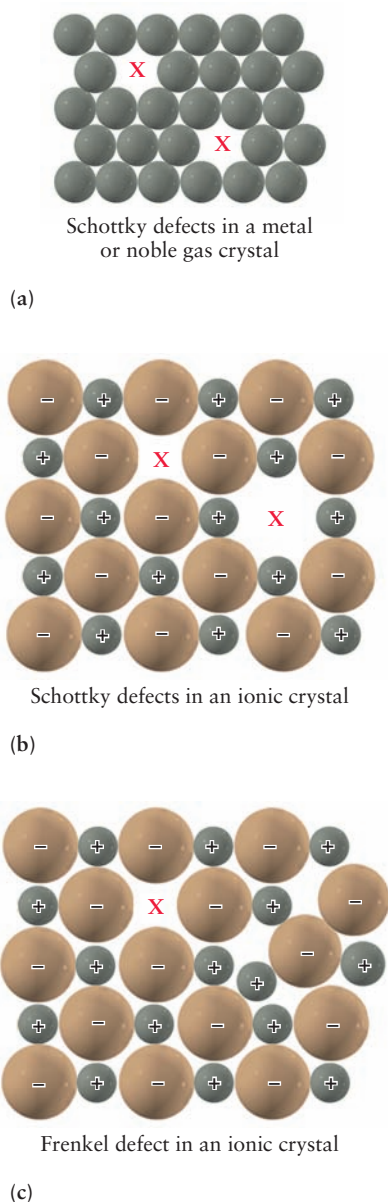 X
X
Schottky defects in a metal
or noble gas crystal
(a)
− + − + − +
+ − X − + −
− + − + X +
+ − + − + −
− + − + − +
Schottky defects in an ionic crystal
(b)
− + − + − +
+ − X − + −
− + − + + − +
+ − + − + −
− + − + − +
Frenkel defect in an ionic crystal
(c)